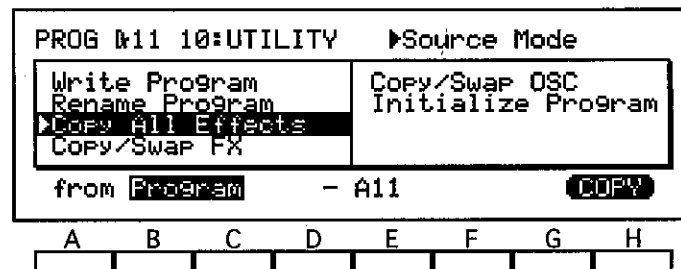 PROG A11 10:UTILITY ▶Source Mode
Write Program
Rename Program
▶Copy All Effects
Copy/Swap FX
Copy/Swap OSC
Initialize Program
from Program – A11 COPY
A B C D E F G H